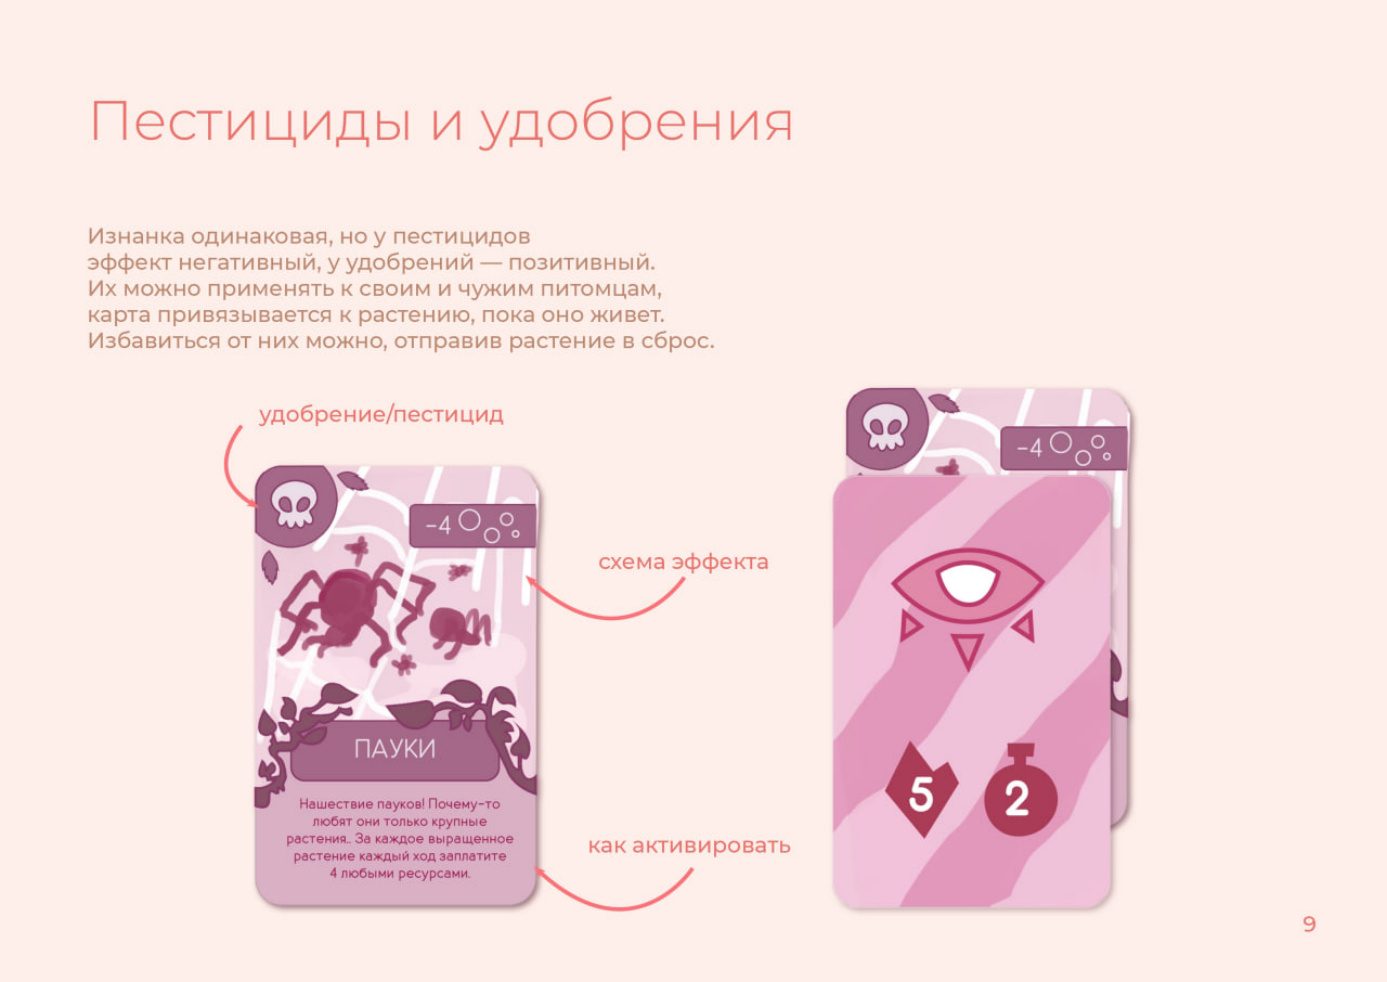 Пестициды и удобрения
Изнанка одинаковая, но у пестицидов
эффект негативный, у удобрений — позитивный.
Их можно применять к своим и чужим питомцам,
карта привязывается к растению, пока оно живет.
Избавиться от них можно, отправив растение в сброс.
удобрение/пестицид
-4
-4
схема эффекта
ПАУКИ
5
2
Нашествие пауков! Почему-то
любят они только крупные
растения.. За каждое выращенное
растение каждый ход заплатите
4 любыми ресурсами.
как активировать
9